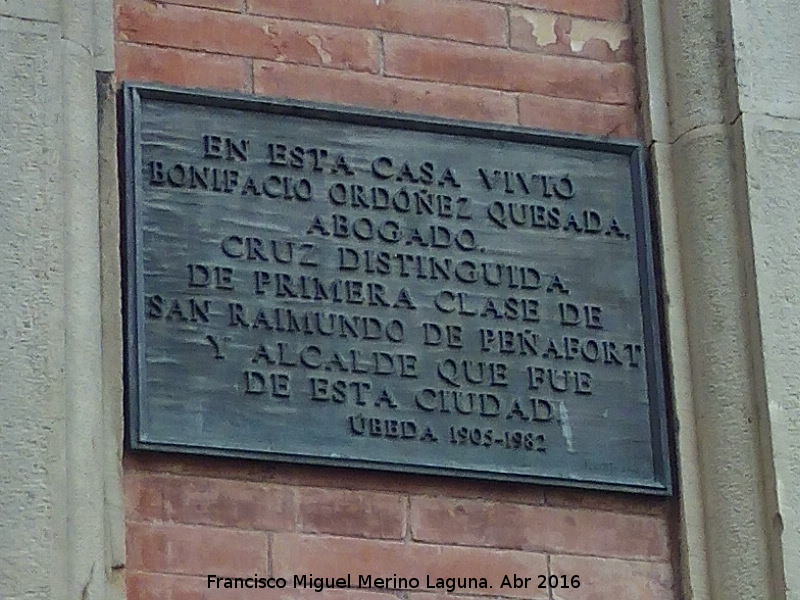 EN ESTA CASA VIVIÓ
BONIFACIO ORDÓÑEZ QUESADA,
ABOGADO.
CRUZ DISTINGUIDA
DE PRIMERA CLASE DE
SAN RAIMUNDO DE PEÑAFORT
Y ALCALDE QUE FUE
DE ESTA CIUDAD.
ÚBEDA 1905-1982
Francisco Miguel Merino Laguna. Abr 2016